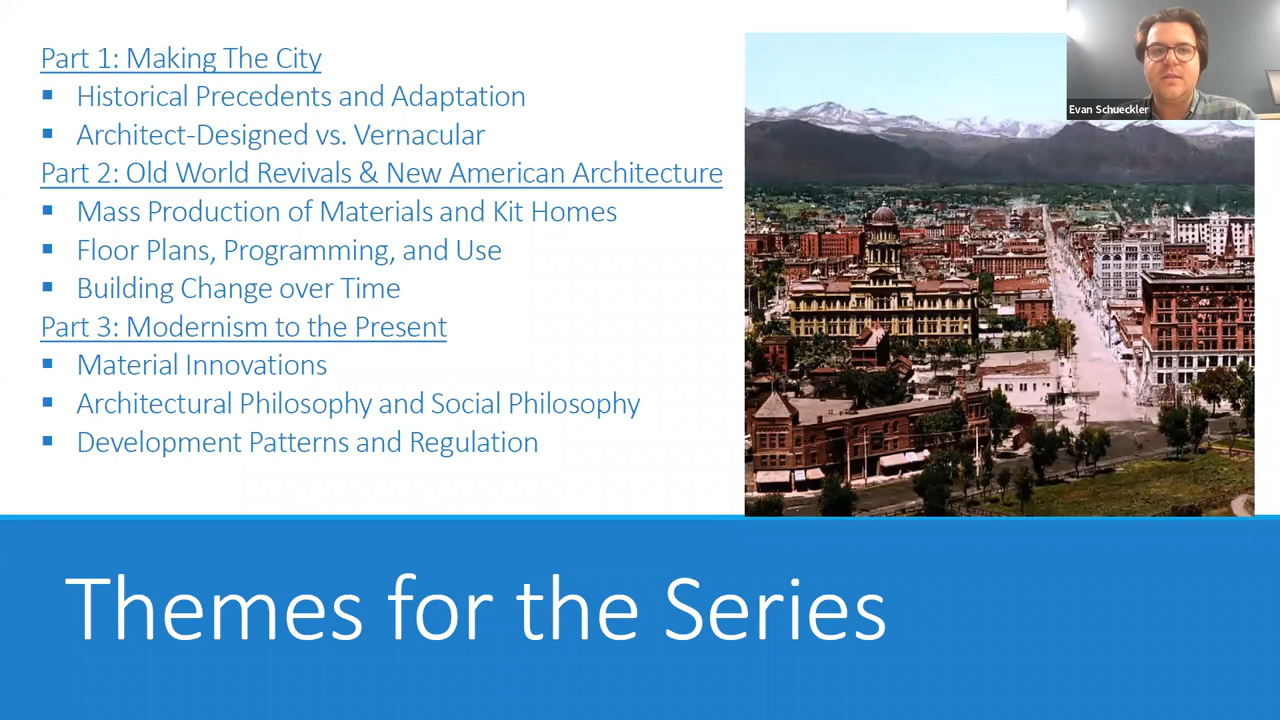 Part 1: Making The City
▪ Historical Precedents and Adaptation
▪ Architect-Designed vs. Vernacular
Part 2: Old World Revivals & New American Architecture
▪ Mass Production of Materials and Kit Homes
▪ Floor Plans, Programming, and Use
▪ Building Change over Time
Part 3: Modernism to the Present
▪ Material Innovations
▪ Architectural Philosophy and Social Philosophy
▪ Development Patterns and Regulation
Evan Schueckler
Themes for the Series